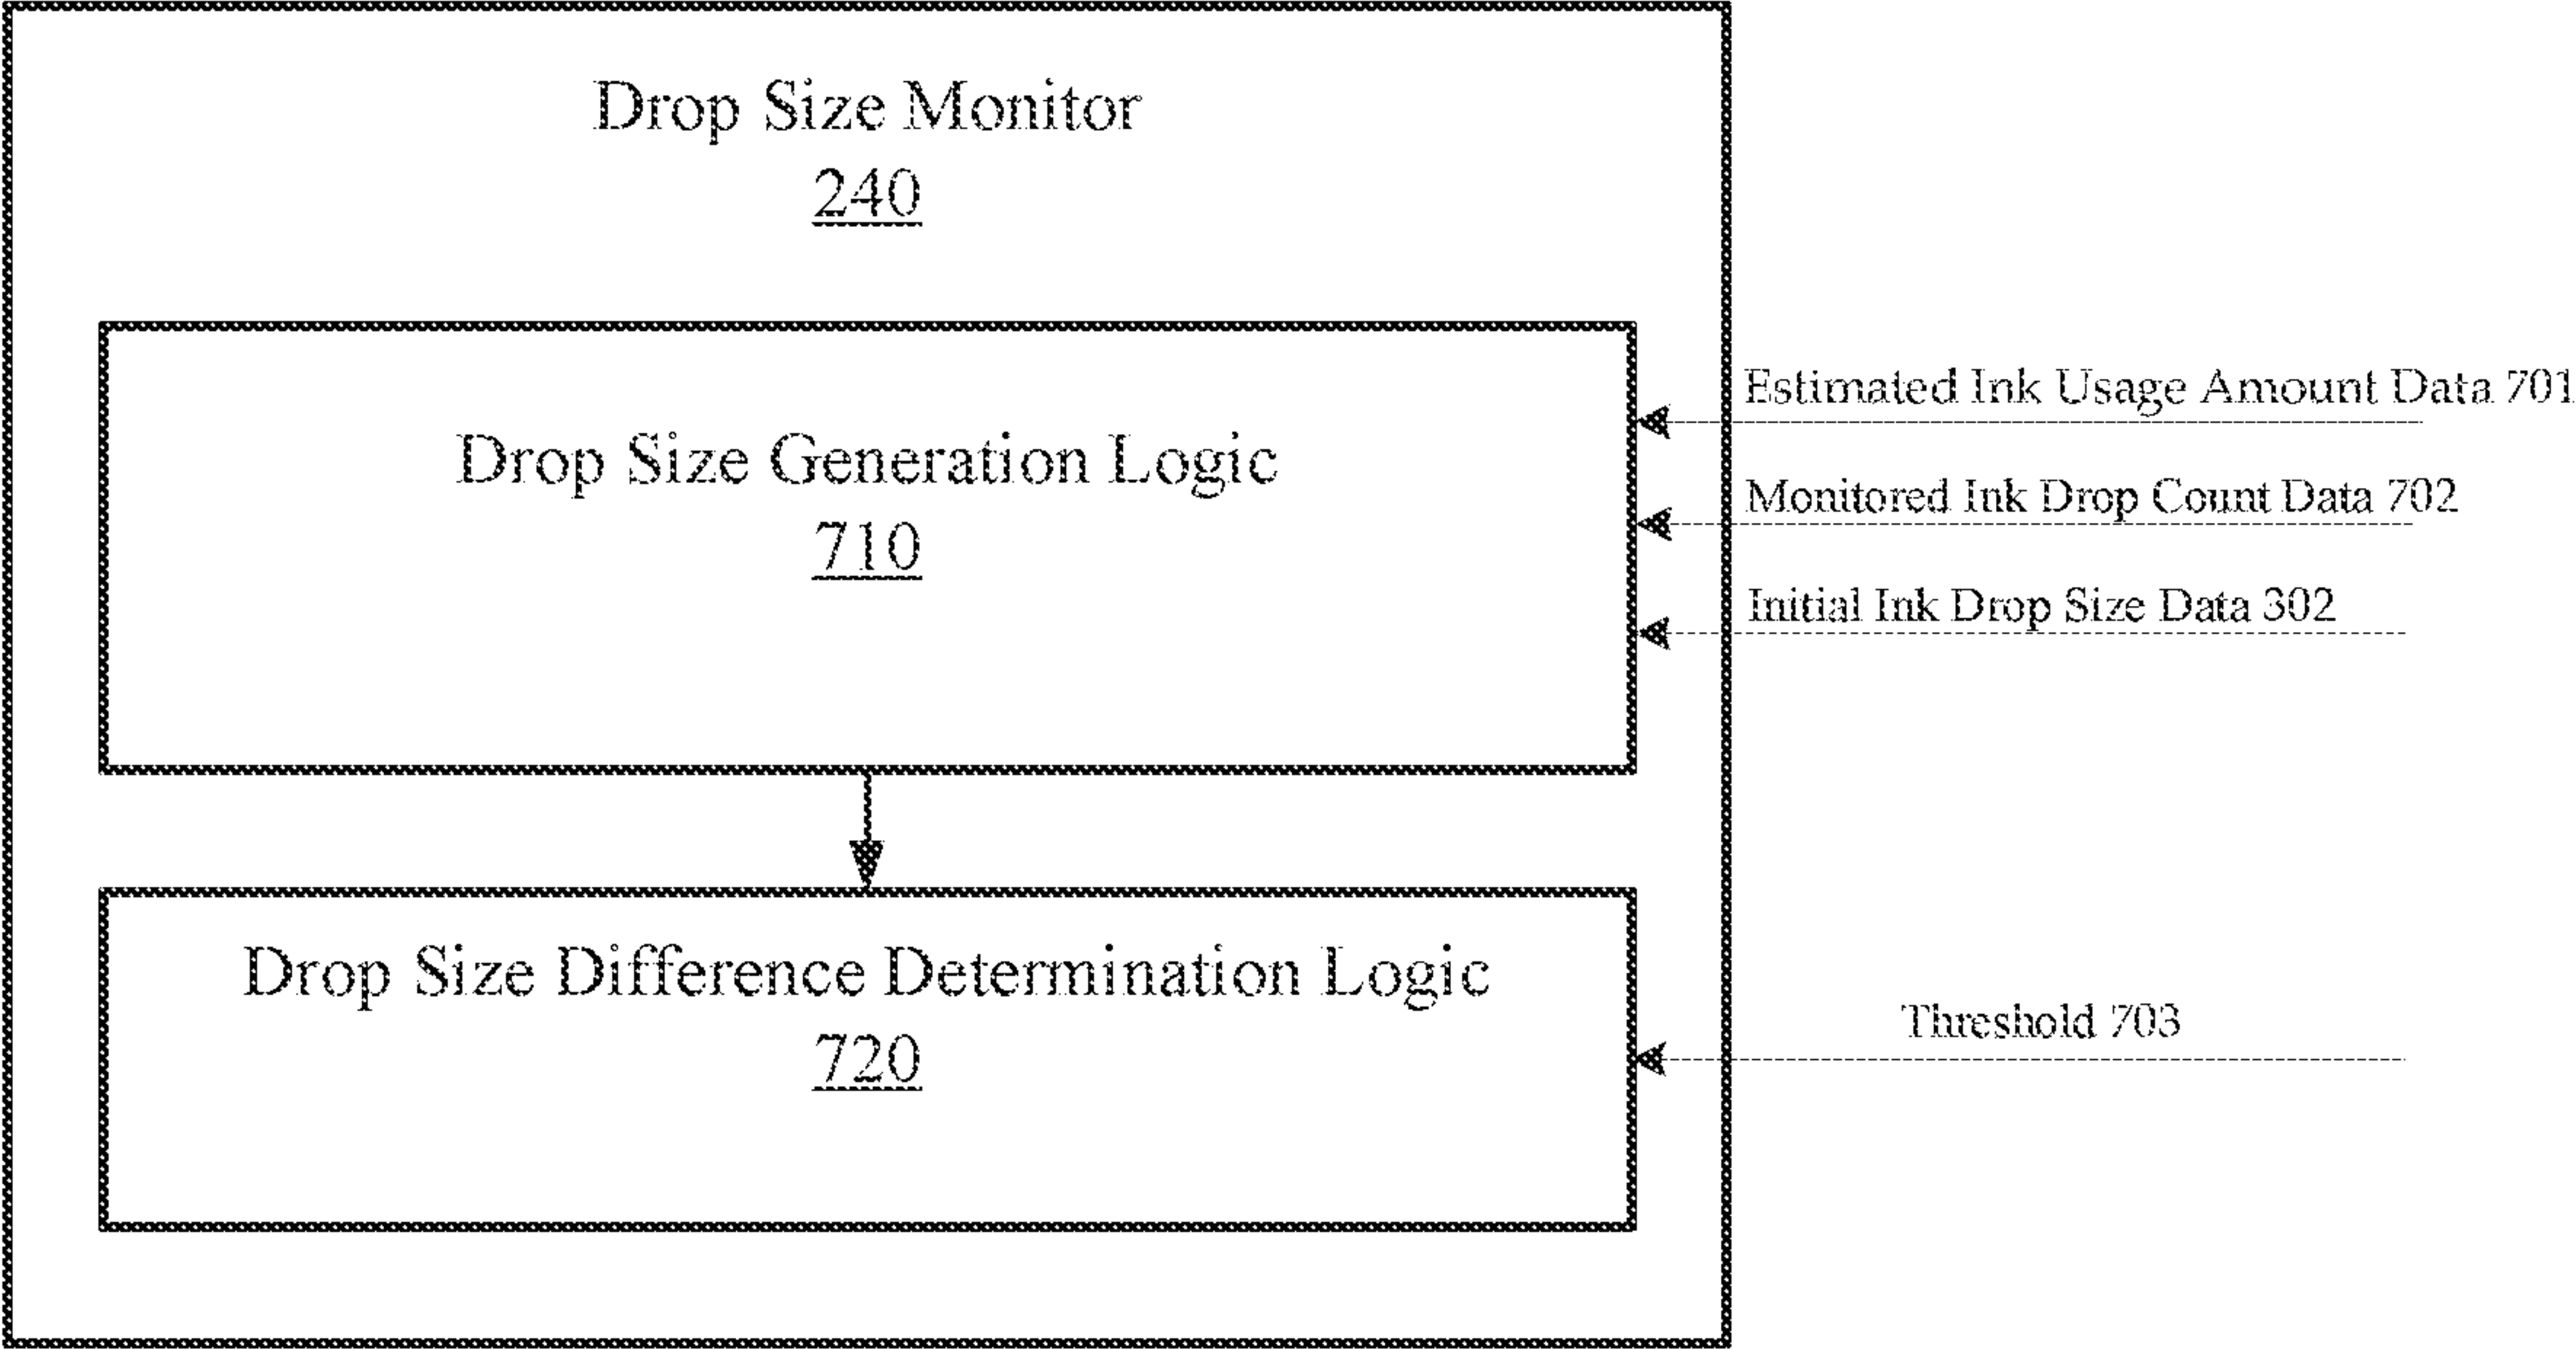 Drop Size Monitor
240
Drop Size Generation Logic
710
Estimated Ink Usage Amount Data 701
Monitored Ink Drop Count Data 702
Initial Ink Drop Size Data 302
Drop Size Difference Determination Logic
720
Threshold 703